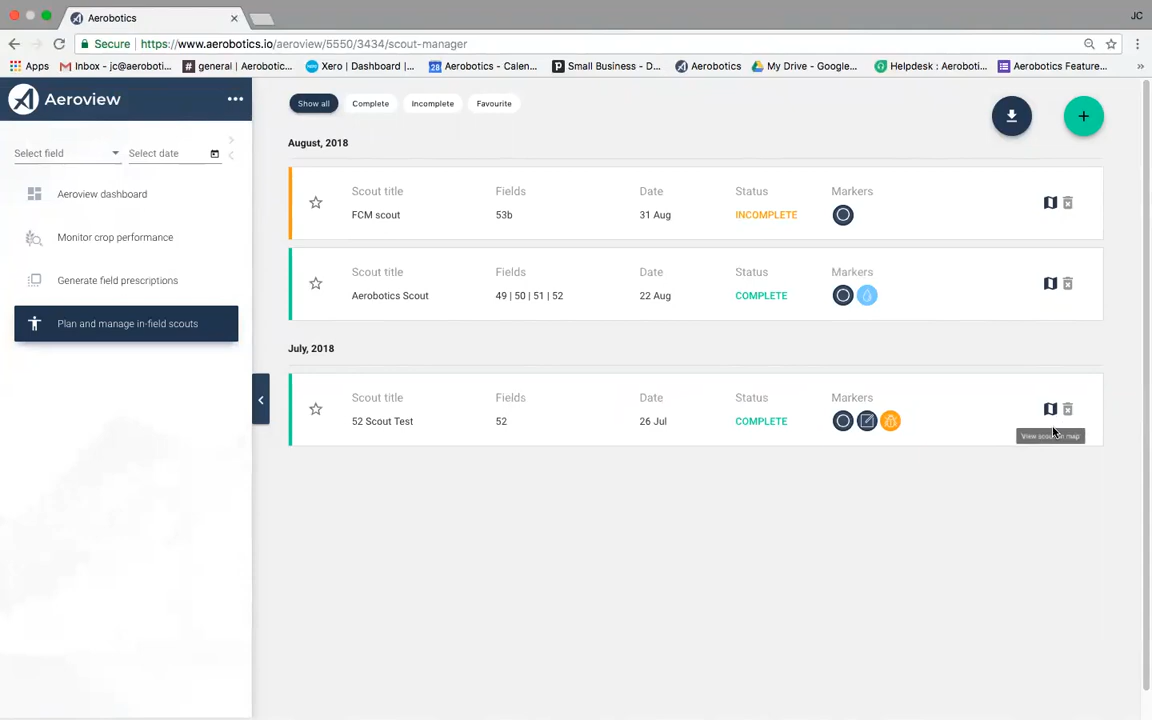 Aerobotics
JC
Secure https://www.aerobotics.io/aeroview/5550/3434/scout-manager
Apps Inbox - jc@aeroboti... general | Aerobotic... Xero | Dashboard |... Aerobotics - Calen... Small Business - D... Aerobotics My Drive - Google... Helpdesk : Aeroboti... Aerobotics Feature... »
Aeroview
Select field Select date
Aeroview dashboard
Monitor crop performance
Generate field prescriptions
Plan and manage in-field scouts
Show all Complete Incomplete Favourite
August, 2018
Scout title Fields Date Status Markers
FCM scout 53b 31 Aug INCOMPLETE
Scout title Fields Date Status Markers
Aerobotics Scout 49 | 50 | 51 | 52 22 Aug COMPLETE
July, 2018
Scout title Fields Date Status Markers
52 Scout Test 52 26 Jul COMPLETE
View scout on map